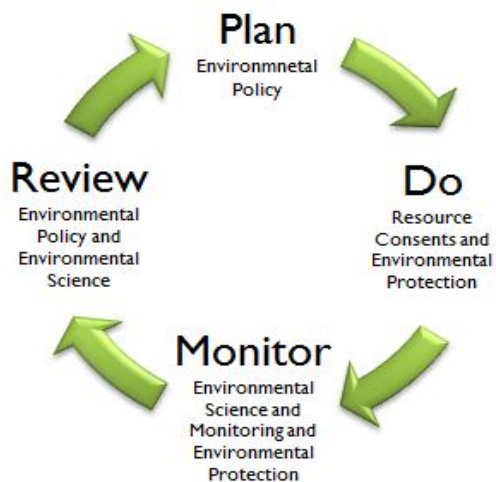 Plan
Environmnetal
Policy
Do
Resource
Consents and
Environmental
Protection
Monitor
Environmental
Science and
Monitoring and
Environmental
Protection
Review
Environmental
Policy and
Environmental
Science